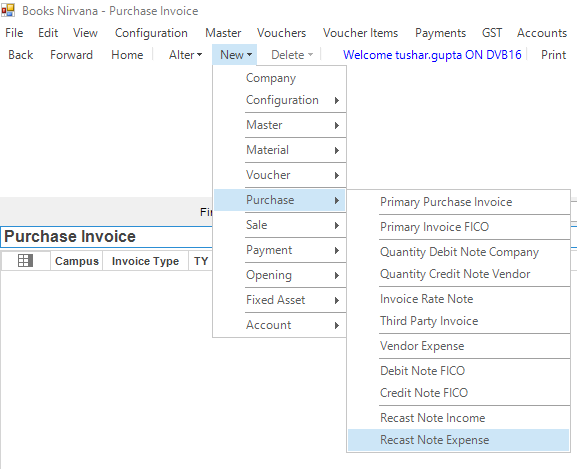 Books Nirvana - Purchase Invoice
File Edit View Configuration Master Vouchers Voucher Items Payments GST Accounts
Back Home Alter New Delete Welcome tushar.gupta ON DVB16 Print
Company
Configuration
Master
Material
Voucher
Purchase
Primary Purchase Invoice
Sale
Primary Invoice FICO
Purchase Invoice
Payment
Quantity Debit Note Company
Campus Invoice Type TY
Opening
Quantity Credit Note Vendor
Fixed Asset
Invoice Rate Note
Account
Third Party Invoice
Vendor Expense
Debit Note FICO
Credit Note FICO
Recast Note Income
Recast Note Expense